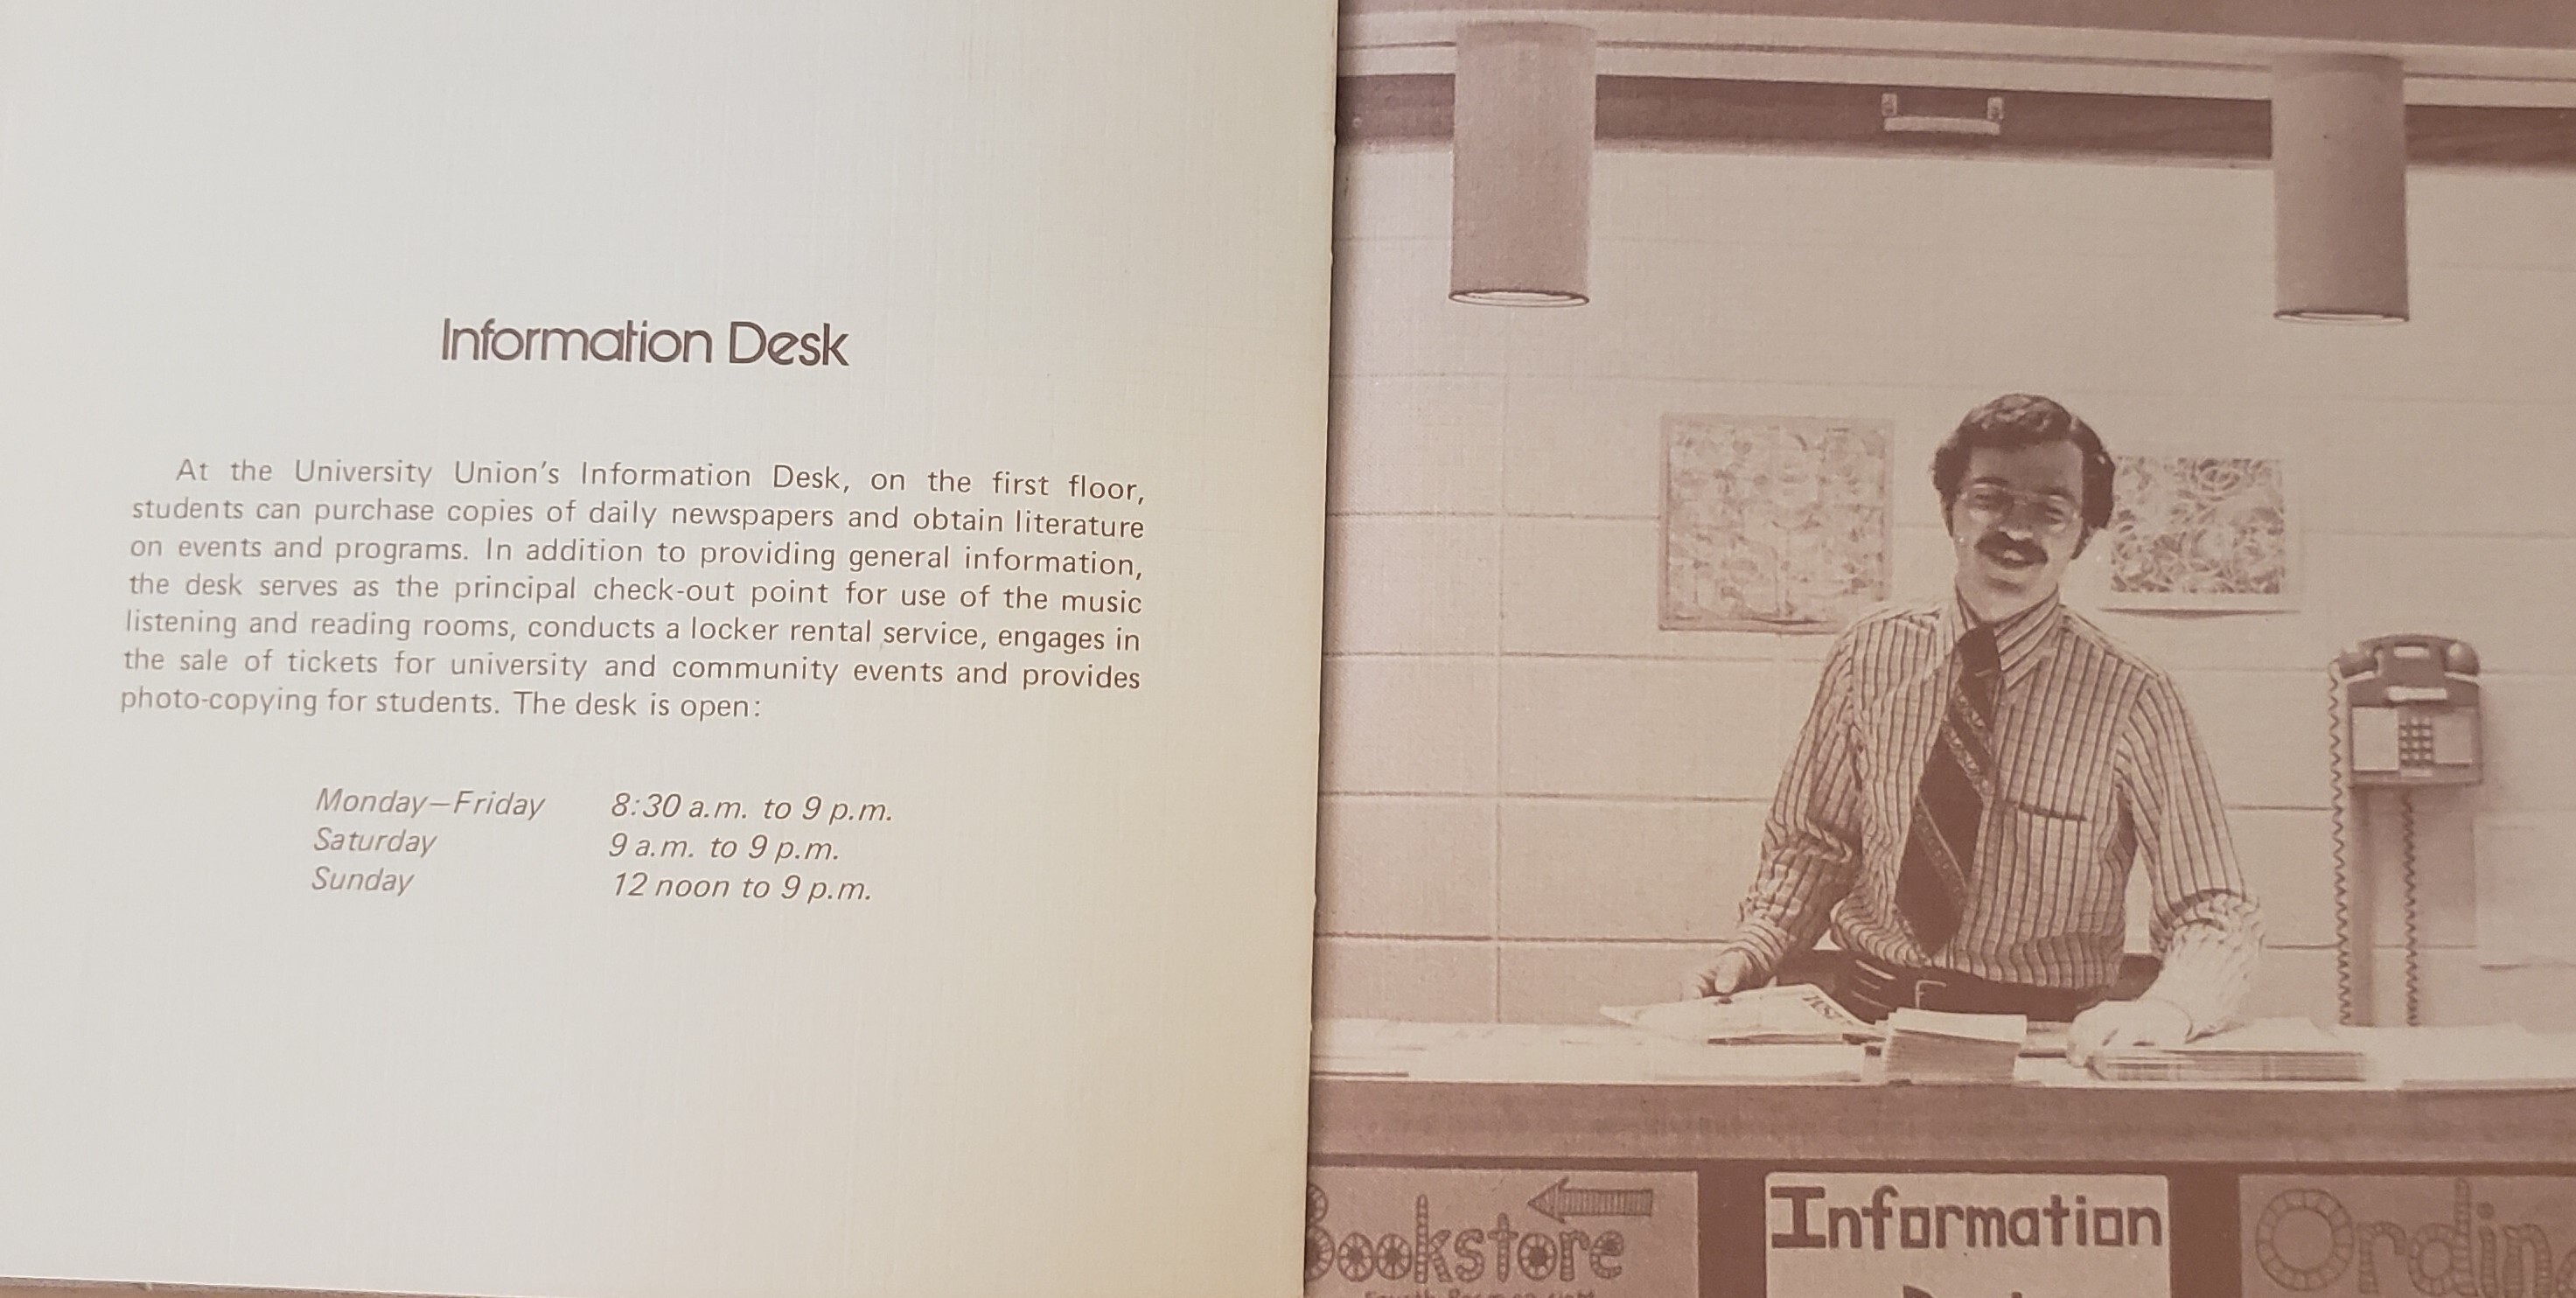 Information Desk
At the University Union's Information Desk, on the first floor,
students can purchase copies of daily newspapers and obtain literature
on events and programs. In addition to providing general information,
the desk serves as the principal check-out point for use of the music
listening and reading rooms, conducts a locker rental service, engages in
the sale of tickets for university and community events and provides
photo-copying for students. The desk is open:
Monday—Friday 8:30 a.m. to 9 p.m.
Saturday 9 a.m. to 9 p.m.
Sunday 12 noon to 9 p.m.
Bookstore
Information